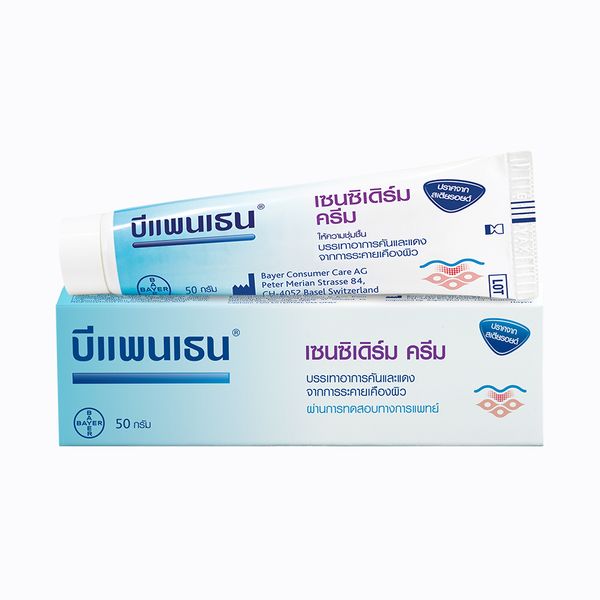 บีแพนเธน®
เซนซิเดิร์ม
ครีม
ให้ความชุ่มชื้น
บรรเทาอาการคันและแดง
จากการระคายเคืองผิว
ปราศจาก
สเตียรอยด์
BAYER
BAYER
50 กรัม
Bayer Consumer Care AG
Peter Merian Strasse 84,
CH-4052 Basel Switzerland
LOT
บีแพนเธน®
เซนซิเดิร์ม ครีม
บรรเทาอาการคันและแดง
จากการระคายเคืองผิว
ผ่านการทดสอบทางการแพทย์
ปราศจาก
สเตียรอยด์
BAYER
BAYER
50 กรัม